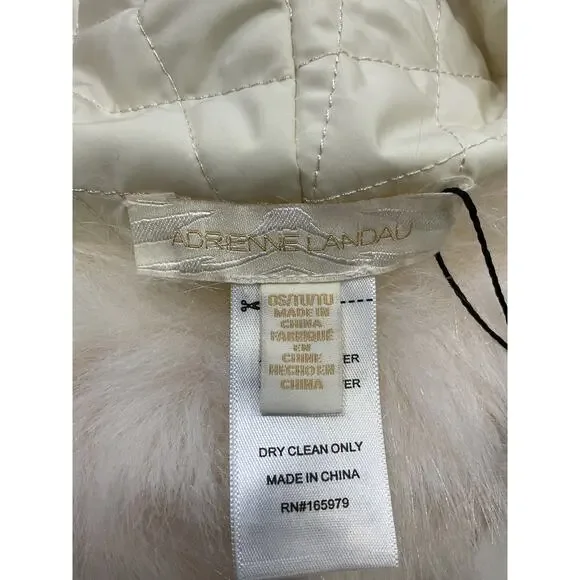 ADRIENNE LANDAU
OS/TU/TU
MADE IN
CHINA
FABRIQUÉ
EN
CHINE
HECHO EN
CHINA
ER
ER
DRY CLEAN ONLY
MADE IN CHINA
RN#165979